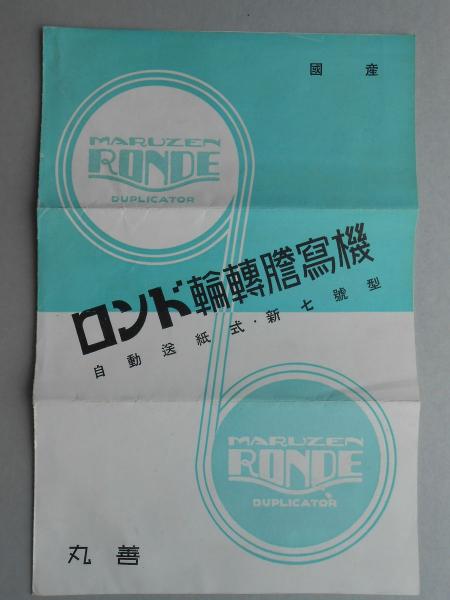 國産
MARUZEN
RONDE
DUPLICATOR
ロンド輪轉謄寫機
自動送紙式・新七號型
MARUZEN
RONDE
DUPLICATOR
丸善